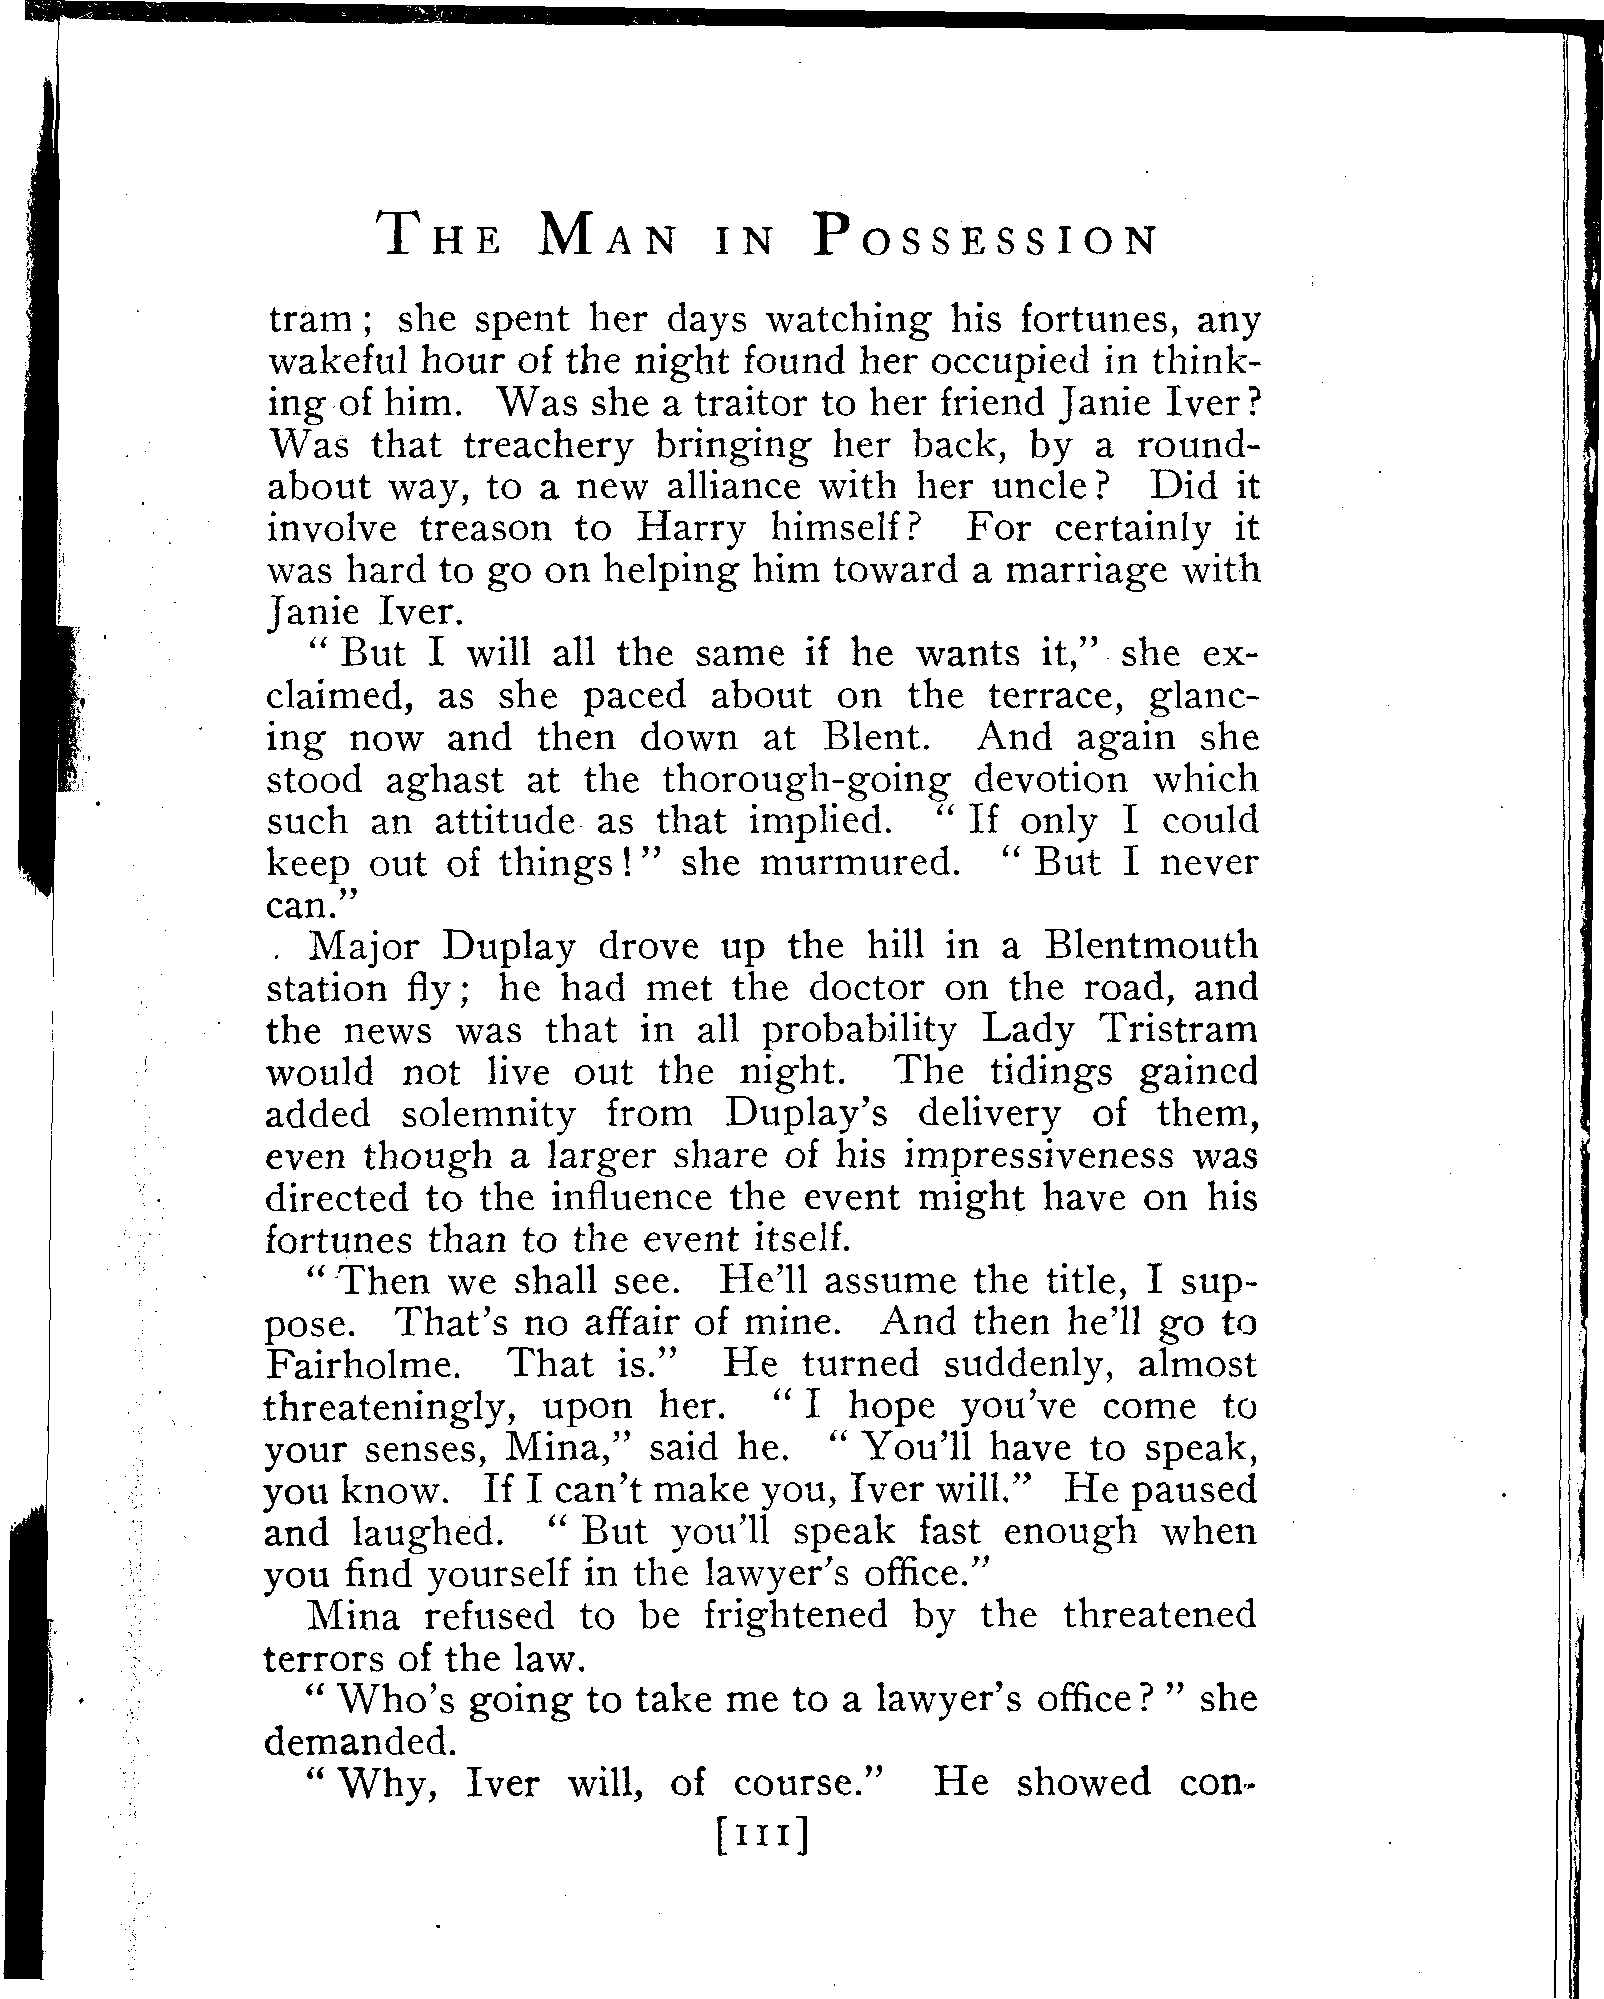 The Man in Possession
tram; she spent her days watching his fortunes, any
wakeful hour of the night found her occupied in think-
ing of him. Was she a traitor to her friend Janie Iver?
Was that treachery bringing her back, by a round-
about way, to a new alliance with her uncle? Did it
involve treason to Harry himself? For certainly it
was hard to go on helping him toward a marriage with
Janie Iver.
"But I will all the same if he wants it," she ex-
claimed, as she paced about on the terrace, glanc-
ing now and then down at Blent. And again she
stood aghast at the thorough-going devotion which
such an attitude as that implied. "If only I could
keep out of things!" she murmured. "But I never
can."
Major Duplay drove up the hill in a Blentmouth
station fly; he had met the doctor on the road, and
the news was that in all probability Lady Tristram
would not live out the night. The tidings gained
added solemnity from Duplay's delivery of them,
even though a larger share of his impressiveness was
directed to the influence the event might have on his
fortunes than to the event itself.
"Then we shall see. He'll assume the title, I sup-
pose. That's no affair of mine. And then he'll go to
Fairholme. That is." He turned suddenly, almost
threateningly, upon her. "I hope you've come to
your senses, Mina," said he. "You'll have to speak,
you know. If I can't make you, Iver will." He paused
and laughed. "But you'll speak fast enough when
you find yourself in the lawyer's office."
Mina refused to be frightened by the threatened
terrors of the law.
"Who's going to take me to a lawyer's office?" she
demanded.
"Why, Iver will, of course." He showed con-
[111]